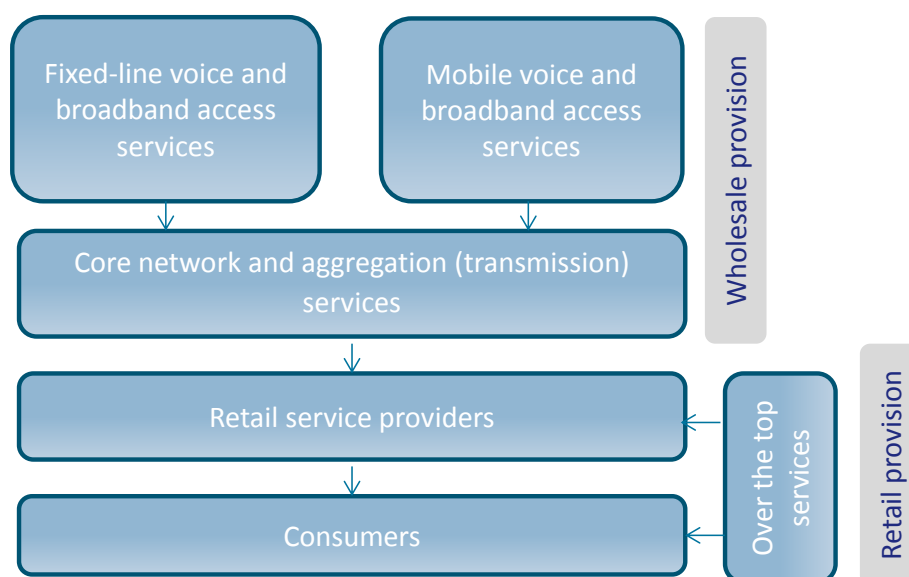 Fixed-line voice and
broadband access
services
Mobile voice and
broadband access
services
Wholesale provision
Core network and aggregation (transmission)
services
Retail service providers
Over the top
services
Retail provision
Consumers